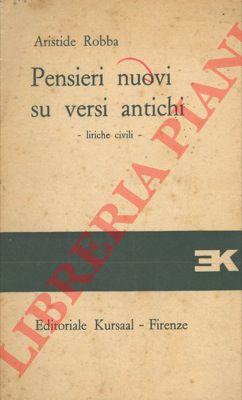 Aristide Robba
Pensieri nuovi
su versi antichi
- liriche civili -
EK
Editoriale Kursaal - Firenze
LIBRERIA PIANI